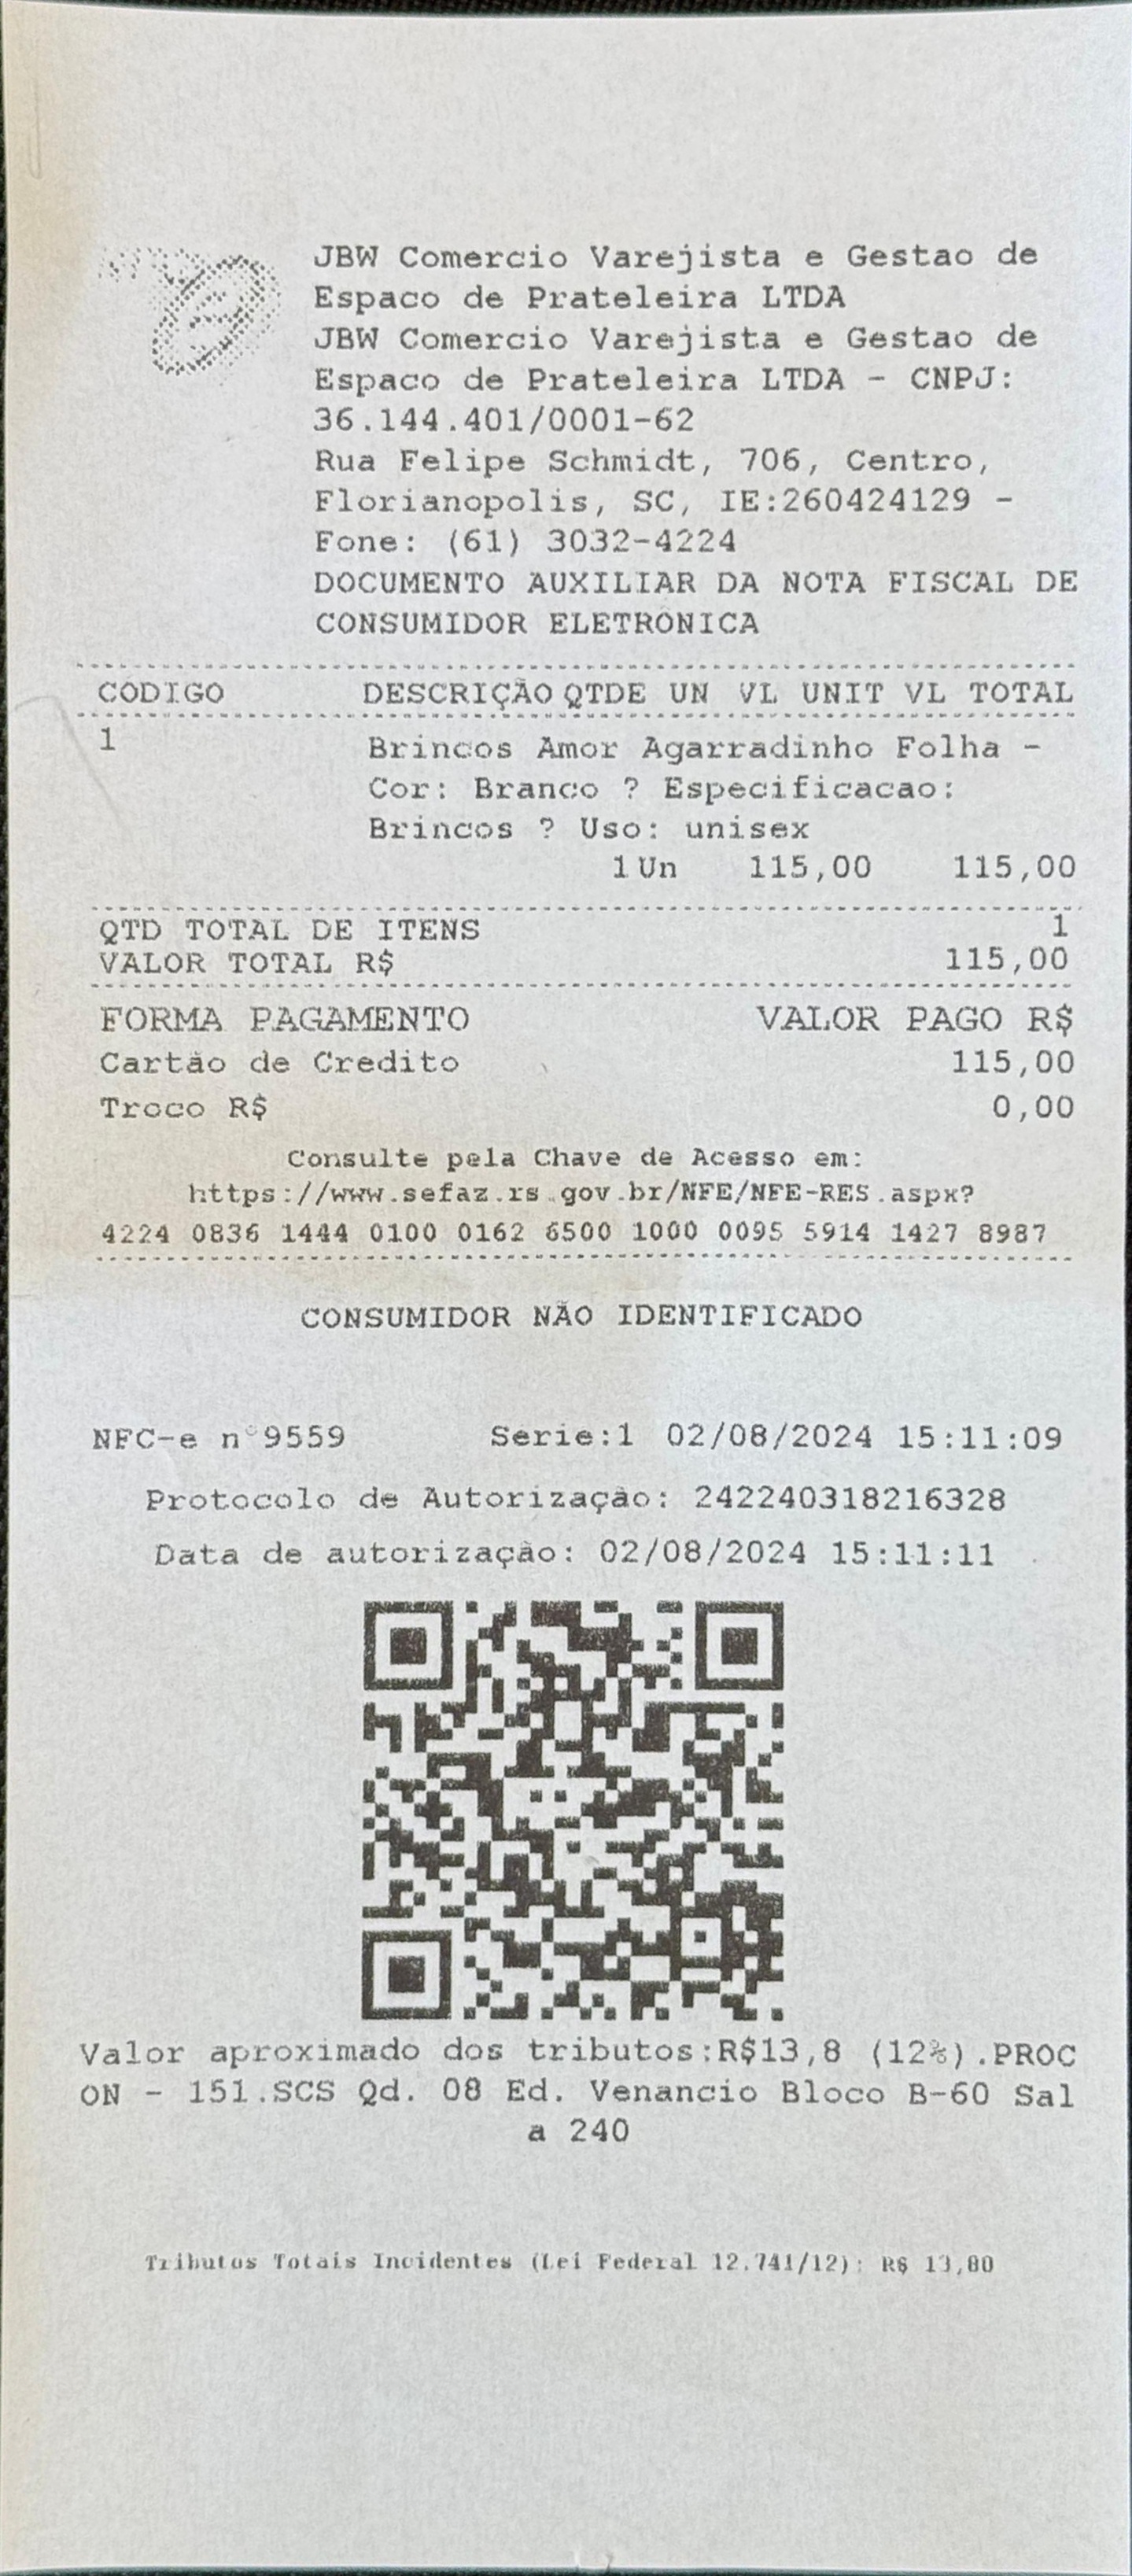 JBW Comercio Varejista e Gestao de
Espaco de Prateleira LTDA
JBW Comercio Varejista e Gestao de
Espaco de Prateleira LTDA - CNPJ:
36.144.401/0001-62
Rua Felipe Schmidt, 706, Centro,
Florianopolis, SC, IE:260424129 -
Fone: (61) 3032-4224
DOCUMENTO AUXILIAR DA NOTA FISCAL DE
CONSUMIDOR ELETRONICA
CODIGO DESCRIÇÃO QTDE UN VL UNIT VL TOTAL
1 Brincos Amor Agarradinho Folha -
Cor: Branco ? Especificacao:
Brincos ? Uso: unisex
1 Un 115,00 115,00
QTD TOTAL DE ITENS 1
VALOR TOTAL R$ 115,00
FORMA PAGAMENTO VALOR PAGO R$
Cartão de Credito 115,00
Troco R$ 0,00
Consulte pela Chave de Acesso em:
https://www.sefaz.rs.gov.br/NFE/NFE-RES.aspx?
4224 0836 1444 0100 0162 6500 1000 0095 5914 1427 8987
CONSUMIDOR NÃO IDENTIFICADO
NFC-e n°9559 Serie:1 02/08/2024 15:11:09
Protocolo de Autorização: 242240318216328
Data de autorização: 02/08/2024 15:11:11
Valor aproximado dos tributos:R$13,8 (12%).PROC
ON - 151.SCS Qd. 08 Ed. Venancio Bloco B-60 Sal
a 240
Tributos Totais Incidentes (Lei Federal 12.741/12): R$ 13,80